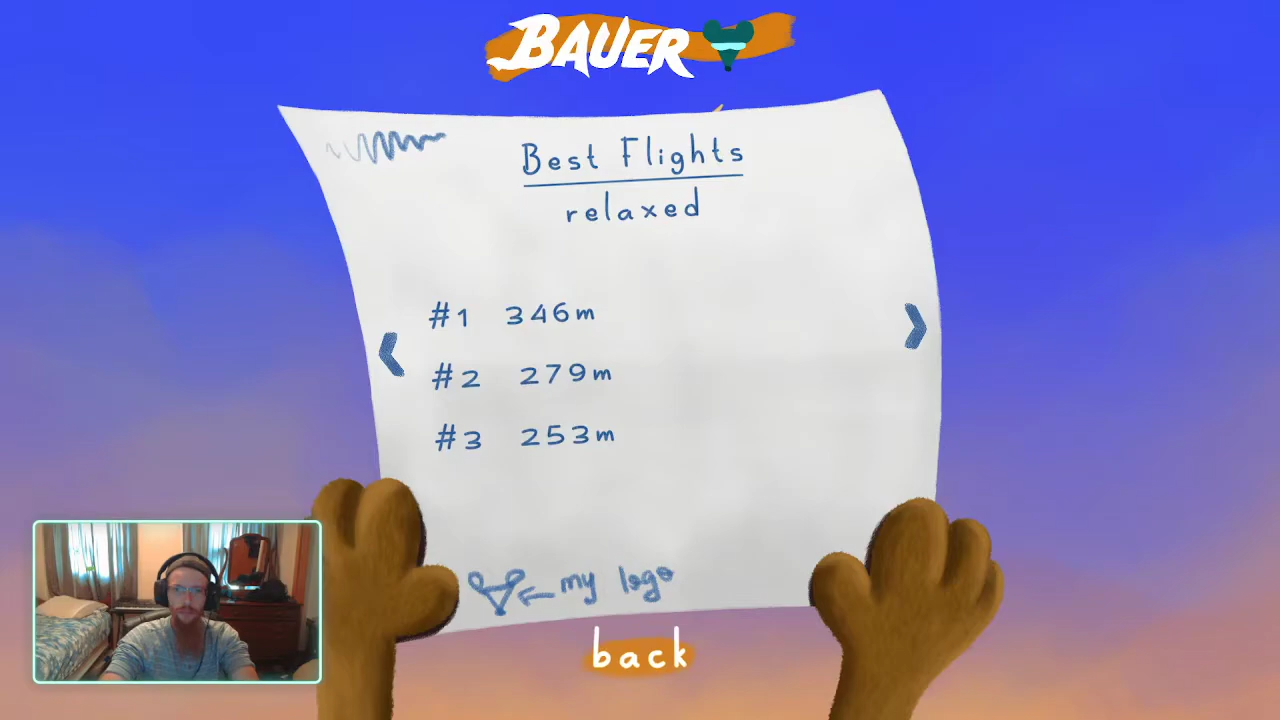 BAUER
Best Flights
relaxed
#1 346m
#2 279m
#3 253m
my logo
back